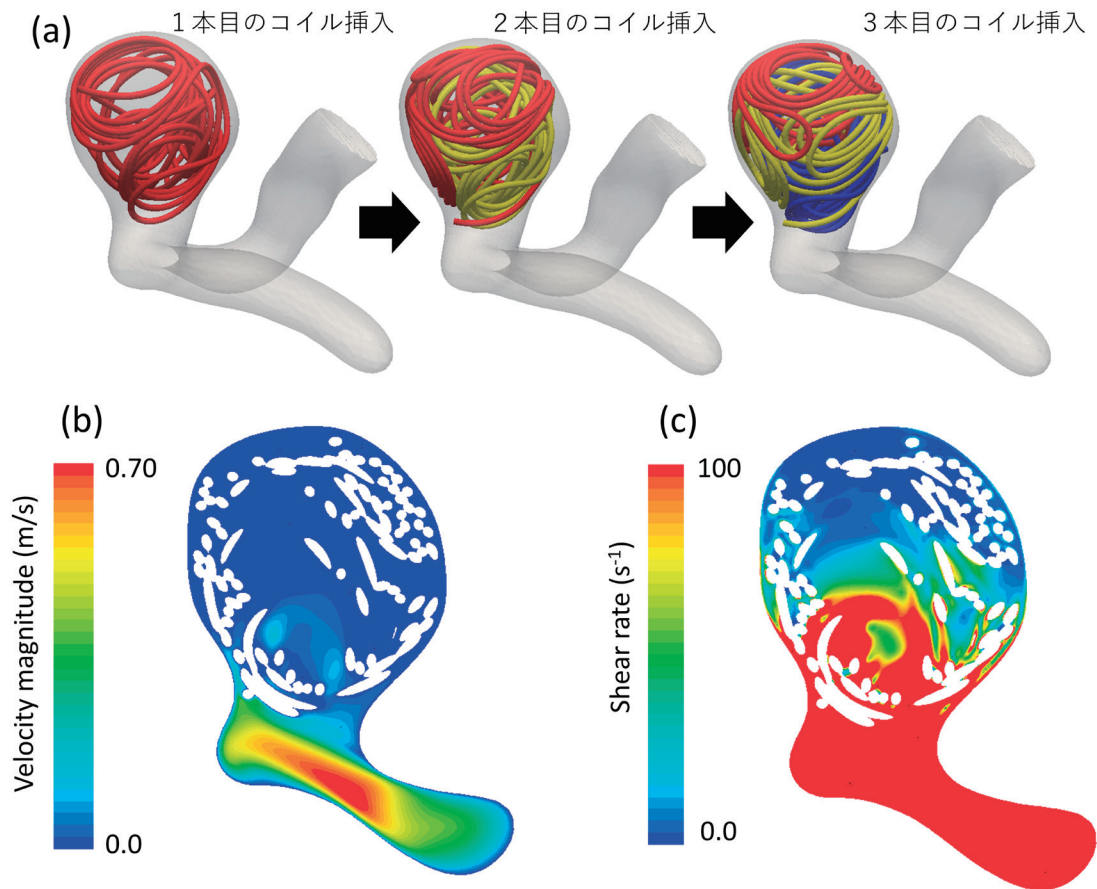 (a)
1本目のコイル挿入
2本目のコイル挿入
3本目のコイル挿入
(b)
0.70
Velocity magnitude (m/s)
0.0
(c)
100
Shear rate (s⁻¹)
0.0